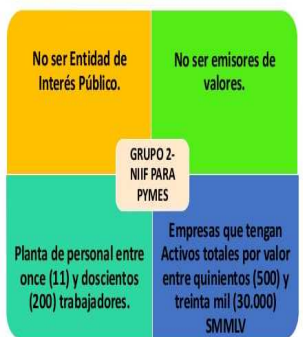 No ser Entidad de
Interés Público.
No ser emisores de
valores.
GRUPO 2-
NIIF PARA
PYMES
Planta de personal entre
once (11) y doscientos
(200) trabajadores.
Empresas que tengan
Activos totales por valor
entre quinientos (500) y
treinta mil (30.000)
SMMLV